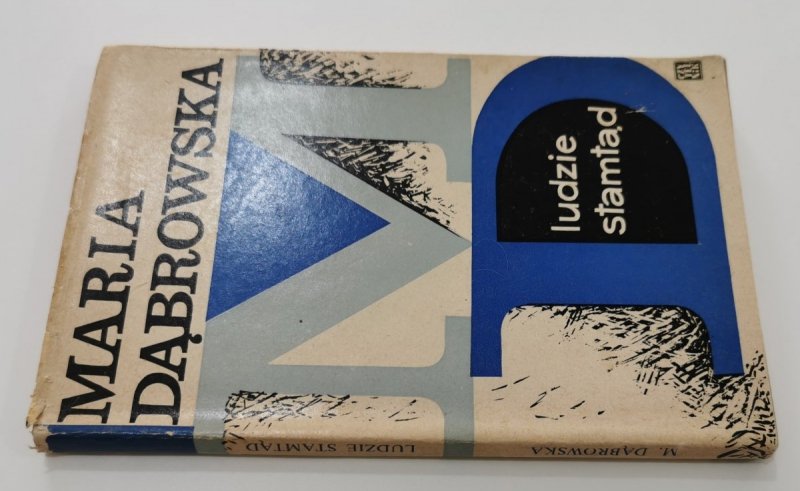 MARIA
DĄBROWSKA
ludzie
stamtąd
M. DĄBROWSKA
LUDZIE STAMTĄD